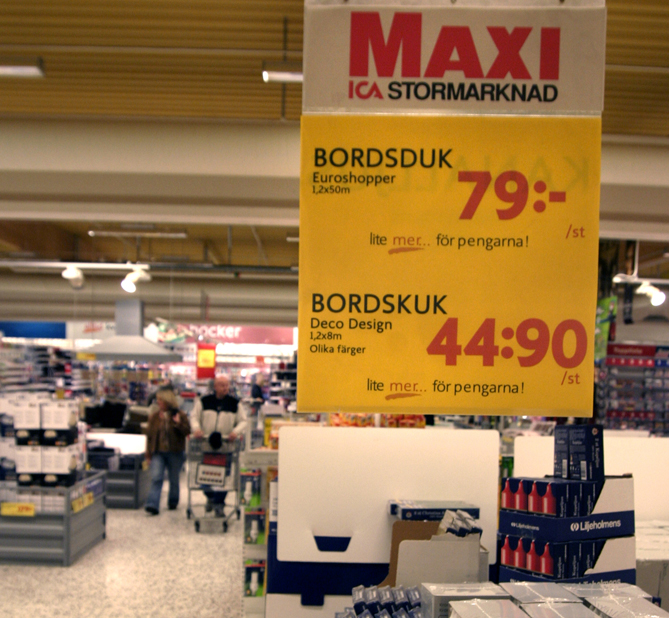 MAXI
ICA STORMARKNAD
BORDSDUK
Euroshopper
1,2x50m
79:-
/st
lite mer... för pengarna!
BORDSKUK
Deco Design
1,2x8m
Olika färger
44:90
/st
lite mer... för pengarna!
Liljeholmens